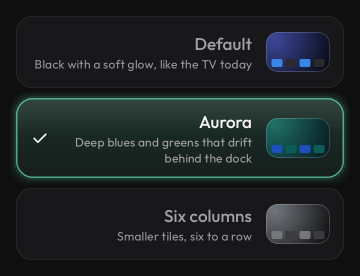 Default
Black with a soft glow, like the TV today
Aurora
Deep blues and greens that drift
behind the dock
Six columns
Smaller tiles, six to a row